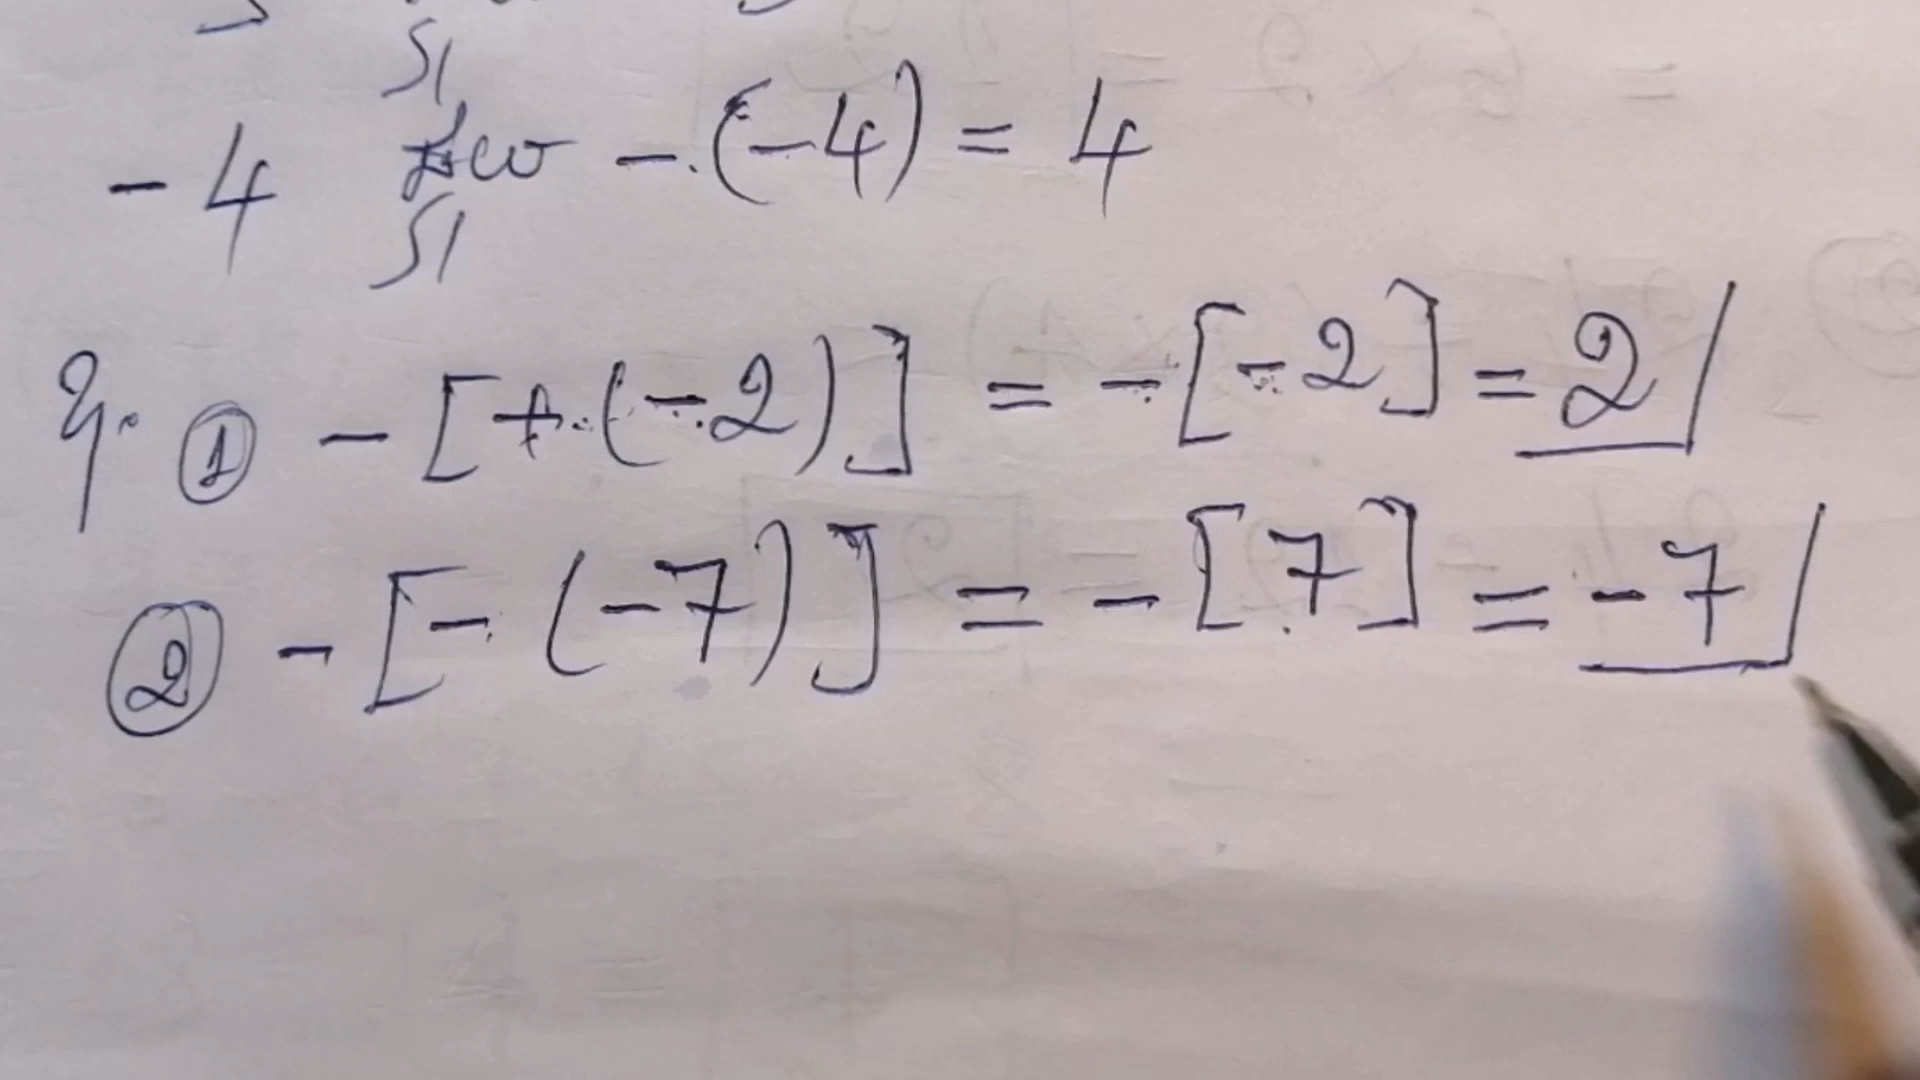 -4 -(-4) = 4
① - [+(-2)] = -[-2] = 2
② - [-(-7)] = -[7] = -7